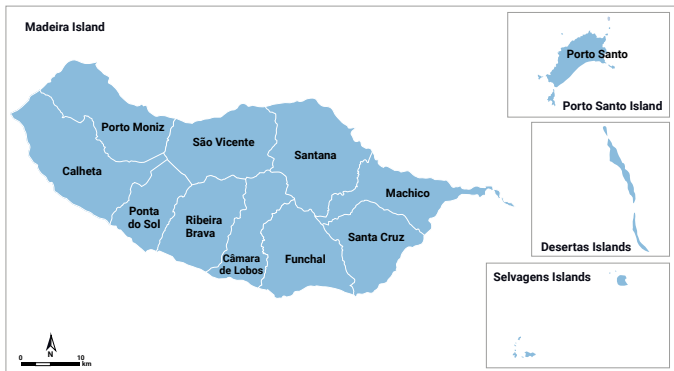 Madeira Island
Porto Moniz
São Vicente
Santana
Calheta
Machico
Ponta
do Sol
Ribeira
Brava
Santa Cruz
Câmara
de Lobos
Funchal
Porto Santo
Porto Santo Island
Desertas Islands
Selvagens Islands
N
0 10
km